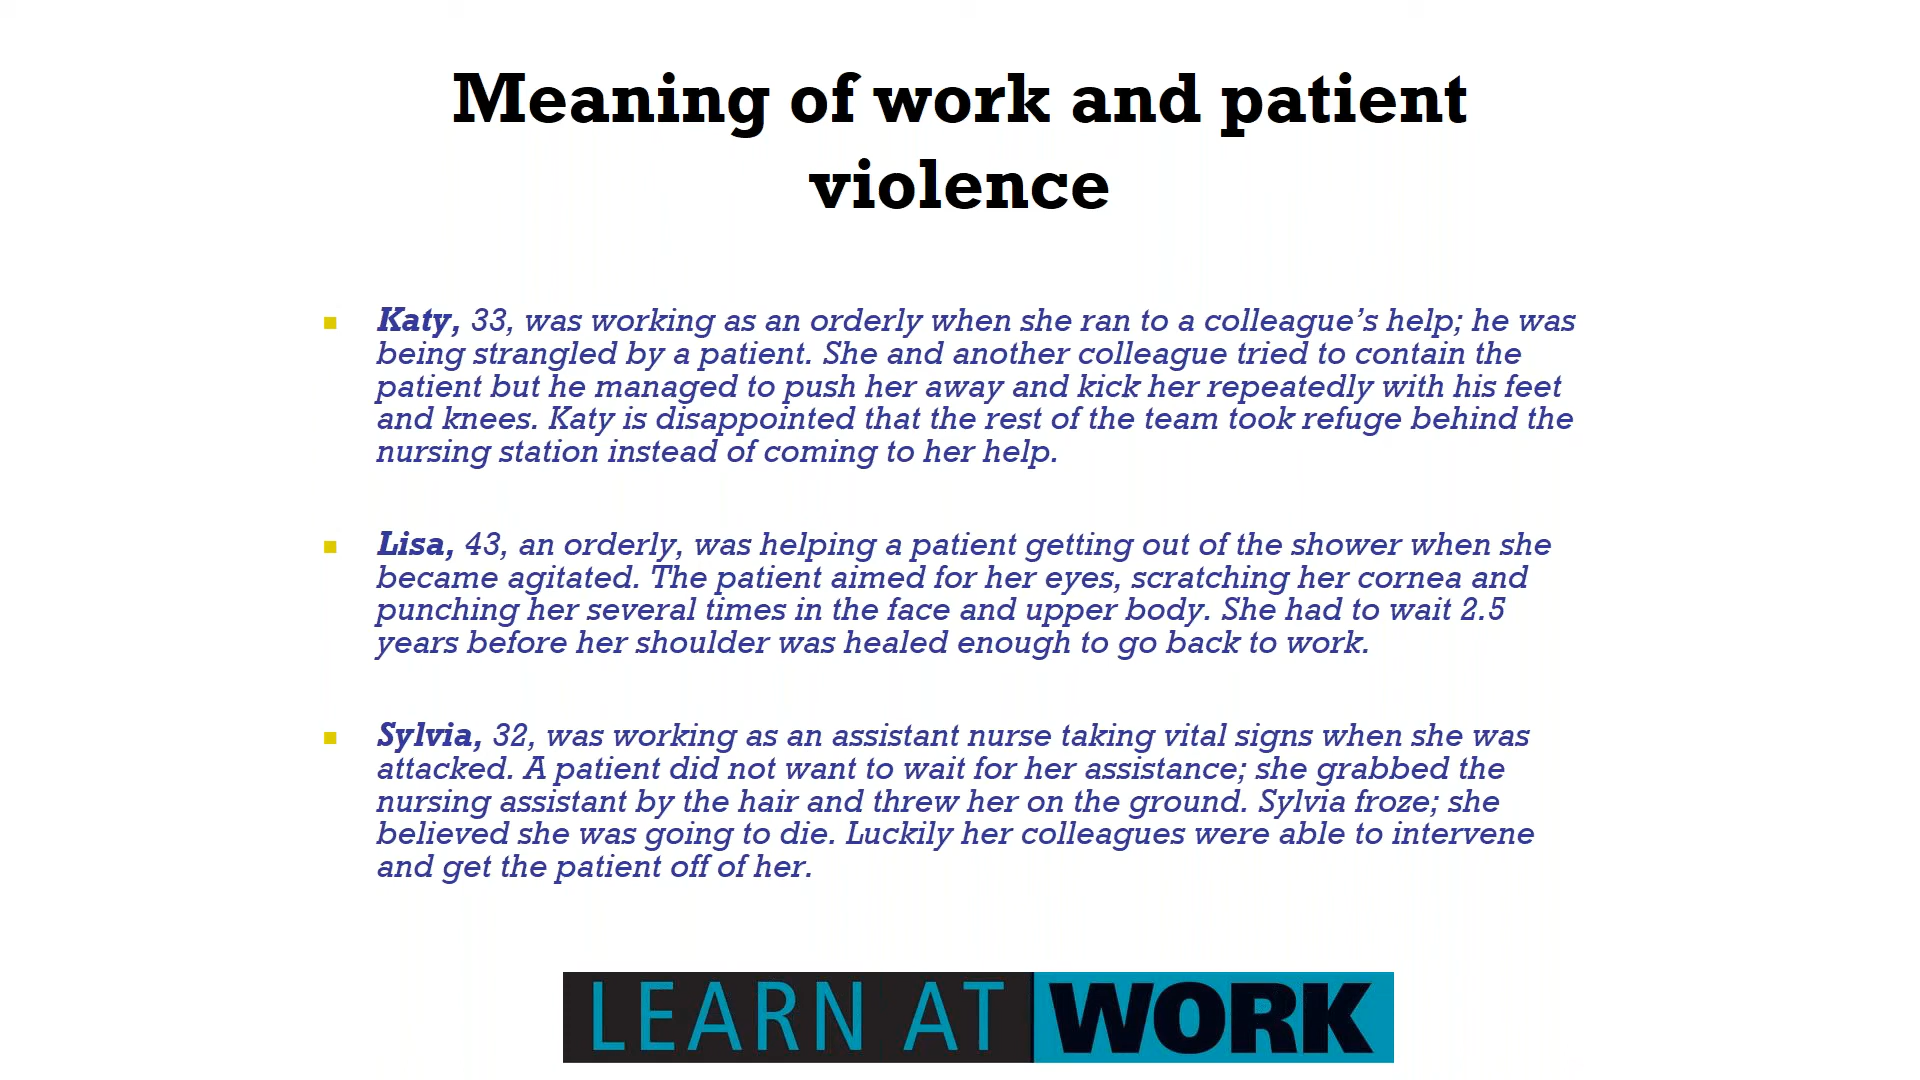 Meaning of work and patient
violence
Katy, 33, was working as an orderly when she ran to a colleague’s help; he was
being strangled by a patient. She and another colleague tried to contain the
patient but he managed to push her away and kick her repeatedly with his feet
and knees. Katy is disappointed that the rest of the team took refuge behind the
nursing station instead of coming to her help.
Lisa, 43, an orderly, was helping a patient getting out of the shower when she
became agitated. The patient aimed for her eyes, scratching her cornea and
punching her several times in the face and upper body. She had to wait 2.5
years before her shoulder was healed enough to go back to work.
Sylvia, 32, was working as an assistant nurse taking vital signs when she was
attacked. A patient did not want to wait for her assistance; she grabbed the
nursing assistant by the hair and threw her on the ground. Sylvia froze; she
believed she was going to die. Luckily her colleagues were able to intervene
and get the patient off of her.
LEARN AT WORK